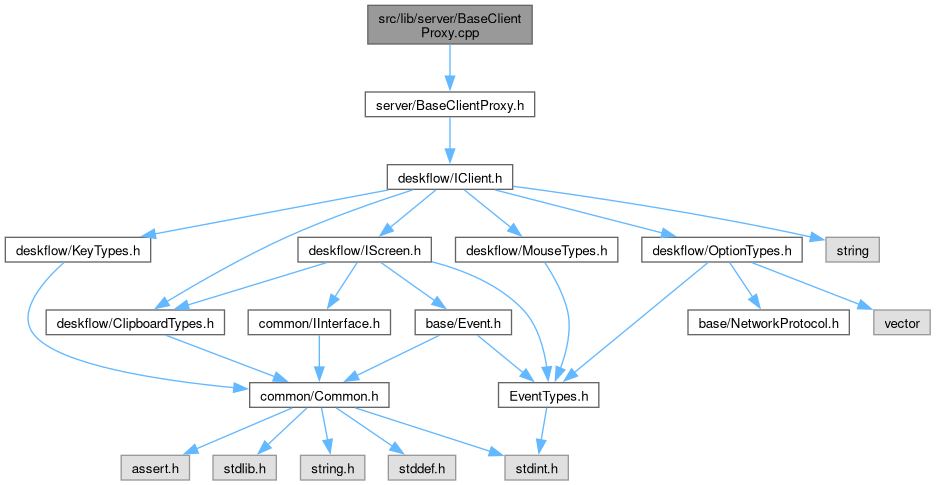 src/lib/server/BaseClient
Proxy.cpp
server/BaseClientProxy.h
deskflow/IClient.h
deskflow/KeyTypes.h
deskflow/IScreen.h
deskflow/MouseTypes.h
deskflow/OptionTypes.h
string
deskflow/ClipboardTypes.h
common/IInterface.h
base/Event.h
base/NetworkProtocol.h
vector
common/Common.h
EventTypes.h
assert.h
stdlib.h
string.h
stddef.h
stdint.h